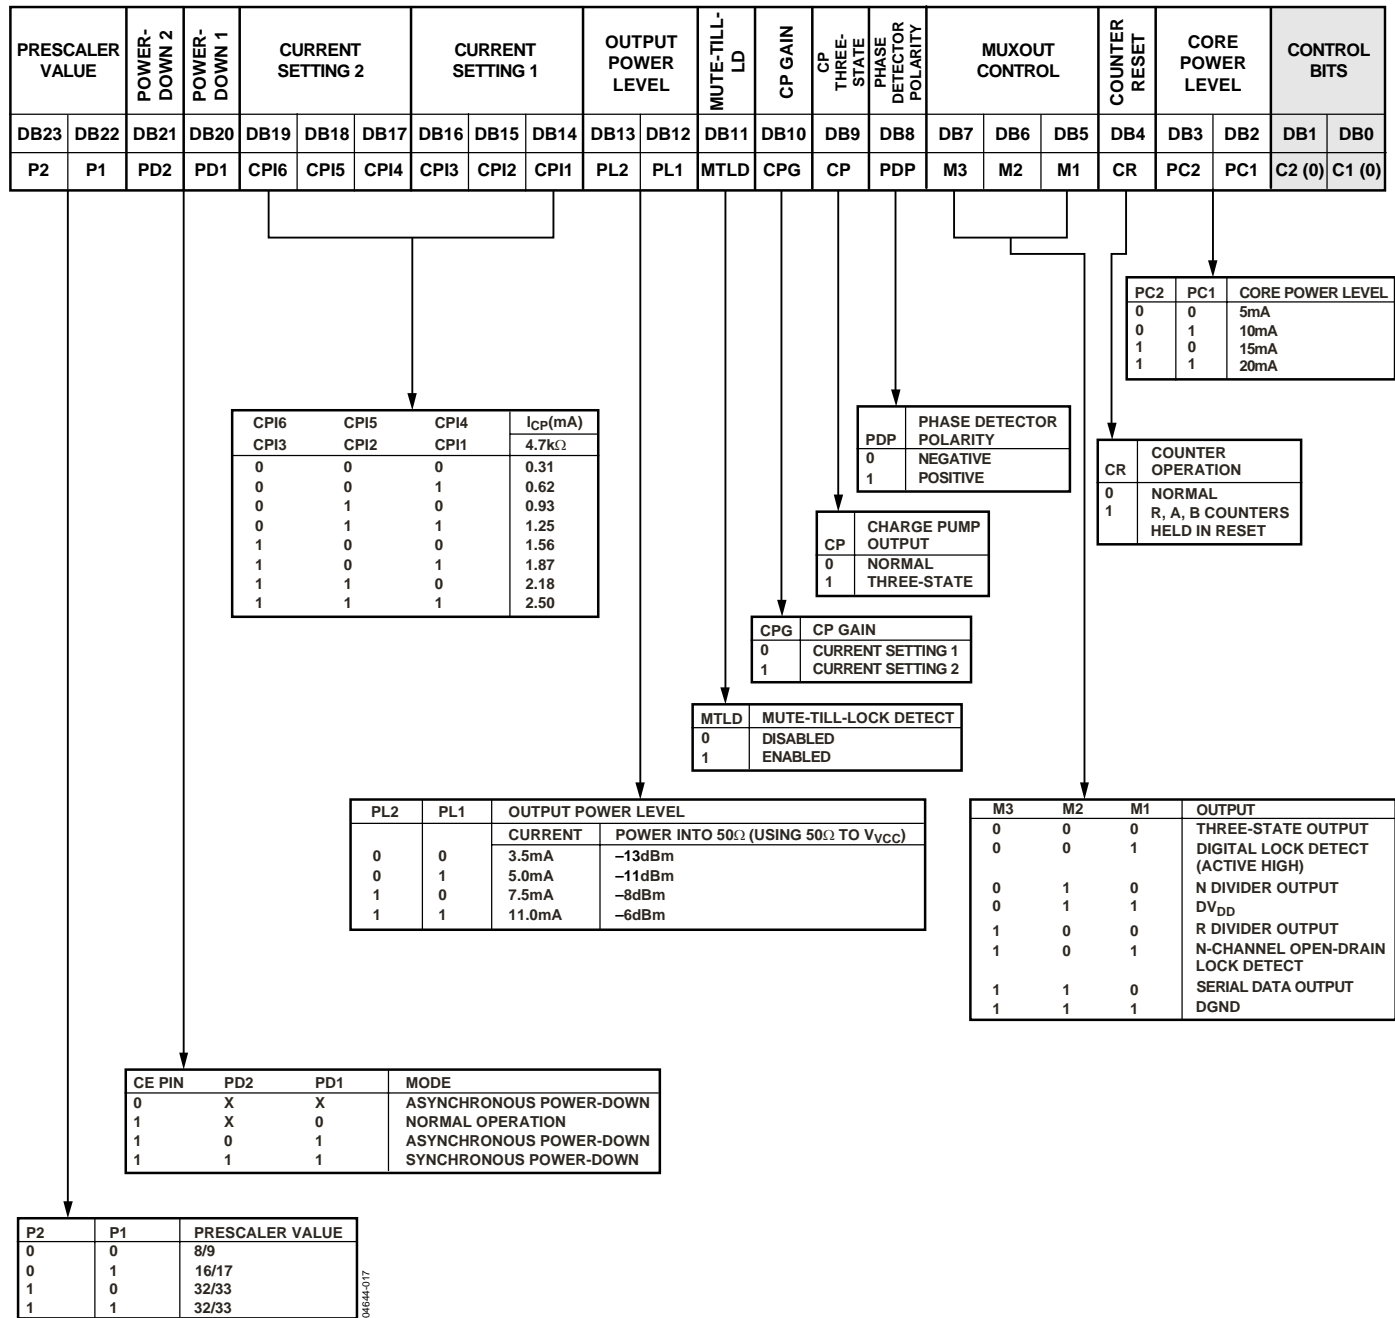 PRESCALER VALUE
POWER-DOWN 2
POWER-DOWN 1
CURRENT SETTING 2
CURRENT SETTING 1
OUTPUT POWER LEVEL
MUTE-TILL-LD
CP GAIN
CP THREE-STATE
PHASE DETECTOR POLARITY
MUXOUT CONTROL
COUNTER RESET
CORE POWER LEVEL
CONTROL BITS
DB23 DB22 DB21 DB20 DB19 DB18 DB17 DB16 DB15 DB14 DB13 DB12 DB11 DB10 DB9 DB8 DB7 DB6 DB5 DB4 DB3 DB2 DB1 DB0
P2 P1 PD2 PD1 CPI6 CPI5 CPI4 CPI3 CPI2 CPI1 PL2 PL1 MTLD CPG CP PDP M3 M2 M1 CR PC2 PC1 C2 (0) C1 (0)
PC2 PC1 CORE POWER LEVEL
0 0 5mA
0 1 10mA
1 0 15mA
1 1 20mA
CPI6 CPI5 CPI4 ICP(mA)
CPI3 CPI2 CPI1 4.7kΩ
0 0 0 0.31
0 0 1 0.62
0 1 0 0.93
0 1 1 1.25
1 0 0 1.56
1 0 1 1.87
1 1 0 2.18
1 1 1 2.50
PDP PHASE DETECTOR POLARITY
0 NEGATIVE
1 POSITIVE
CR COUNTER OPERATION
0 NORMAL
1 R, A, B COUNTERS
HELD IN RESET
CP CHARGE PUMP OUTPUT
0 NORMAL
1 THREE-STATE
CPG CP GAIN
0 CURRENT SETTING 1
1 CURRENT SETTING 2
MTLD MUTE-TILL-LOCK DETECT
0 DISABLED
1 ENABLED
PL2 PL1 OUTPUT POWER LEVEL
CURRENT POWER INTO 50Ω (USING 50Ω TO VVCC)
0 0 3.5mA –13dBm
0 1 5.0mA –11dBm
1 0 7.5mA –8dBm
1 1 11.0mA –6dBm
M3 M2 M1 OUTPUT
0 0 0 THREE-STATE OUTPUT
0 0 1 DIGITAL LOCK DETECT
(ACTIVE HIGH)
0 1 0 N DIVIDER OUTPUT
0 1 1 DVDD
1 0 0 R DIVIDER OUTPUT
1 0 1 N-CHANNEL OPEN-DRAIN
LOCK DETECT
1 1 0 SERIAL DATA OUTPUT
1 1 1 DGND
CE PIN PD2 PD1 MODE
0 X X ASYNCHRONOUS POWER-DOWN
1 X 0 NORMAL OPERATION
1 0 1 ASYNCHRONOUS POWER-DOWN
1 1 1 SYNCHRONOUS POWER-DOWN
P2 P1 PRESCALER VALUE
0 0 8/9
0 1 16/17
1 0 32/33
1 1 32/33
04644-017